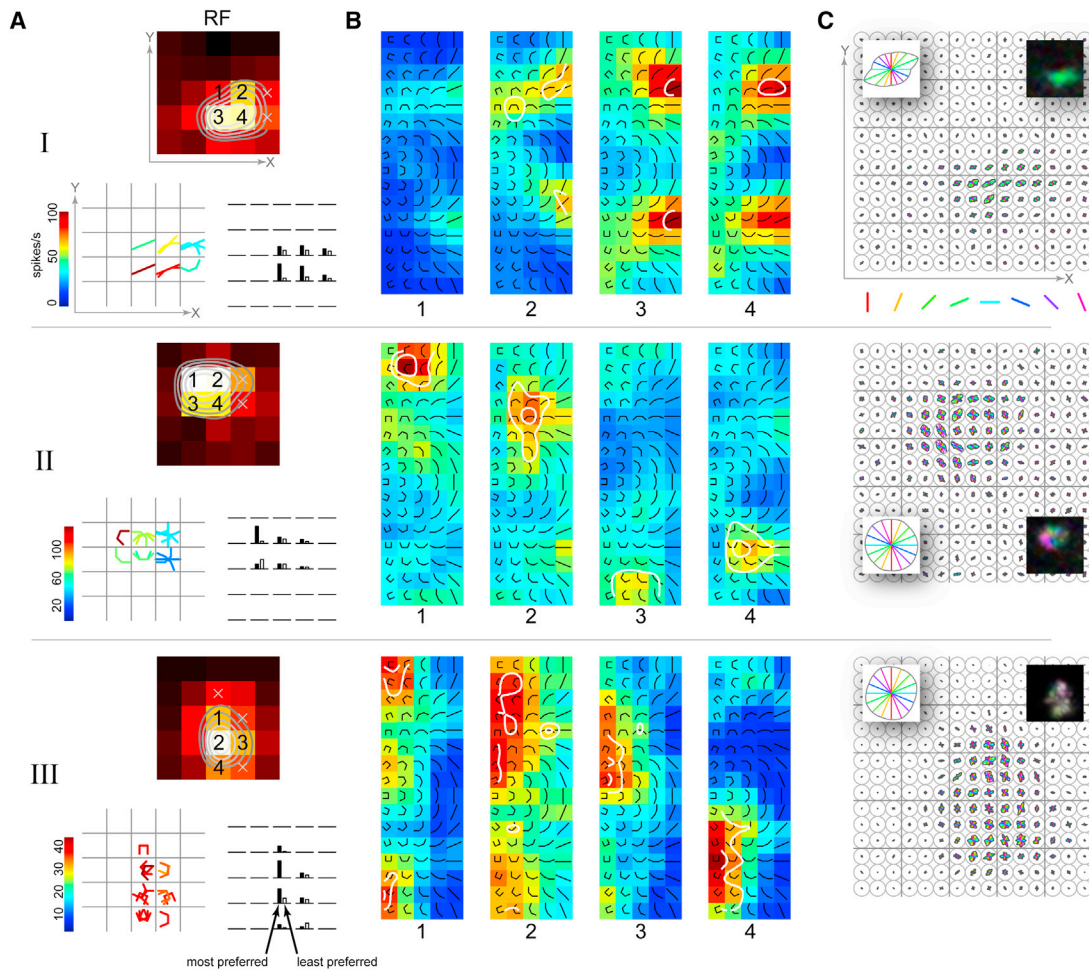 A
RF
B
C
Y
1 2
3 4
X
I
Y
spikes/s
0 50 100
X
1 2 3 4
Y
X
II
1 2
3 4
20 60 100
1 2 3 4
III
1
2 3
4
10 20 30 40
most preferred least preferred
1 2 3 4